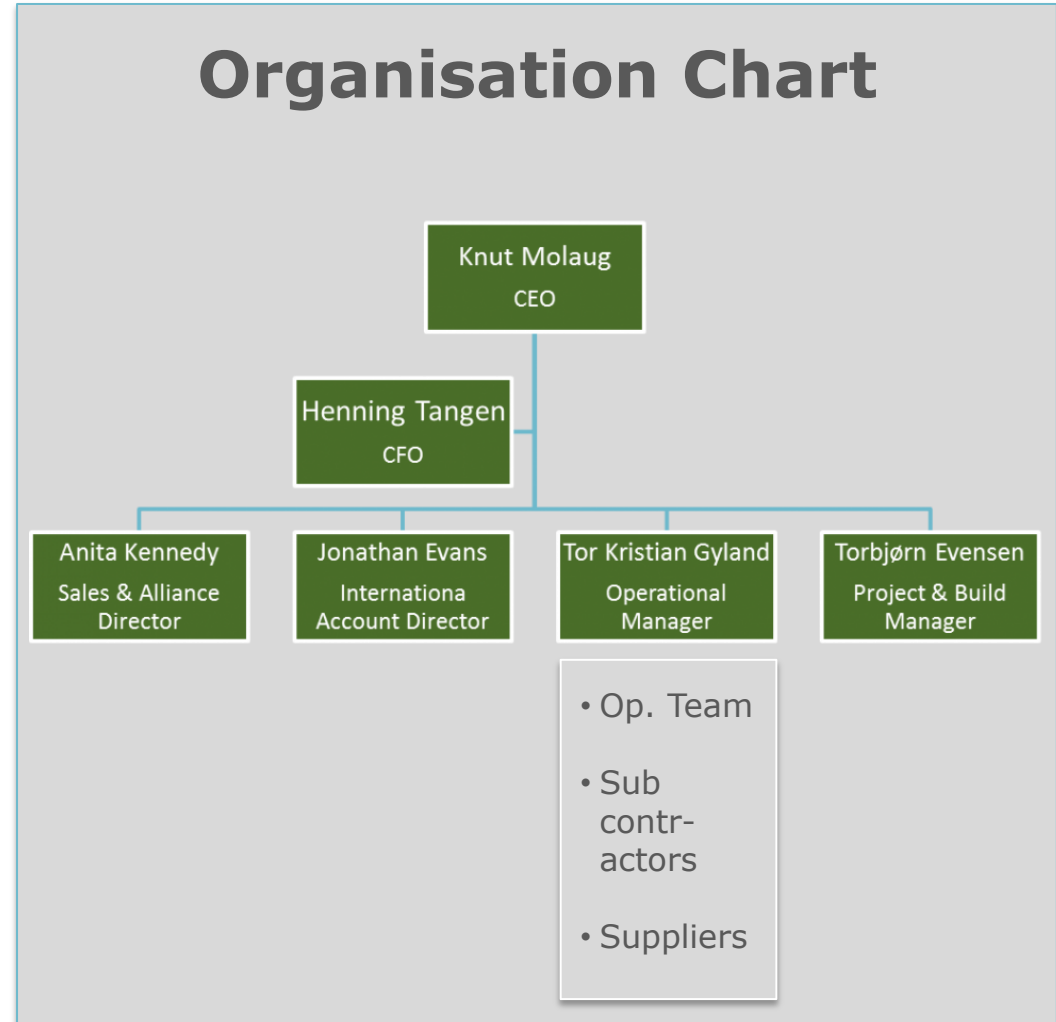 Organisation Chart
Knut Molaug
CEO
Henning Tangen
CFO
Anita Kennedy
Sales & Alliance
Director
Jonathan Evans
Internationa
Account Director
Tor Kristian Gyland
Operational
Manager
Torbjørn Evensen
Project & Build
Manager
• Op. Team
• Sub
contr-
actors
• Suppliers